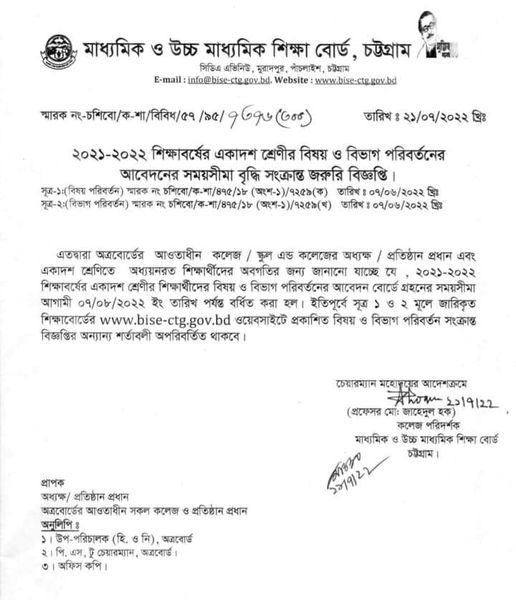 মাধ্যমিক ও উচ্চ মাধ্যমিক শিক্ষা বোর্ড, চট্টগ্রাম
সিডিএ এভিনিউ, মুরাদপুর, পাঁচলাইশ, চট্টগ্রাম
E-mail : info@bise-ctg.gov.bd. Website : www.bise-ctg.gov.bd
স্মারক নং-চশিবো/ক-শা/বিবিধ/৫৭ /৯৫/ তারিখ ঃ ২১/০৭/২০২২ খ্রিঃ
২০২১-২০২২ শিক্ষাবর্ষের একাদশ শ্রেণীর বিষয় ও বিভাগ পরিবর্তনের
আবেদনের সময়সীমা বৃদ্ধি সংক্রান্ত জরুরি বিজ্ঞপ্তি।
সূত্র-১ঃ(বিষয় পরিবর্তন) স্মারক নং চশিবো/ক-শা/৪৭৫/১৮ (অংশ-১)/৭২৫৯(ক) তারিখ ঃ ০৭/০৬/২০২২ খ্রিঃ
সূত্র-২ঃ(বিভাগ পরিবর্তন) স্মারক নং চশিবো/ক-শা/৪৭৫/১৮ (অংশ-১)/৭২৫৯(খ) তারিখ ঃ ০৭/০৬/২০২২ খ্রিঃ
এতদ্বারা অত্রবোর্ডের আওতাধীন কলেজ / স্কুল এন্ড কলেজের অধ্যক্ষ / প্রতিষ্ঠান প্রধান এবং
একাদশ শ্রেণিতে অধ্যয়নরত শিক্ষার্থীদের অবগতির জন্য জানানো যাচ্ছে যে , ২০২১-২০২২
শিক্ষাবর্ষের একাদশ শ্রেণীর শিক্ষার্থীদের বিষয় ও বিভাগ পরিবর্তনের আবেদন বোর্ডে গ্রহনের সময়সীমা
আগামী ০৭/০৮/২০২২ ইং তারিখ পর্যন্ত বর্ধিত করা হল। ইতিপূর্বে সূত্র ১ ও ২ মূলে জারিকৃত
শিক্ষাবোর্ডের www.bise-ctg.gov.bd ওয়েবসাইটে প্রকাশিত বিষয় ও বিভাগ পরিবর্তন সংক্রান্ত
বিজ্ঞপ্তির অন্যান্য শর্তাবলী অপরিবর্তিত থাকবে।
চেয়ারম্যান মহোদয়ের আদেশক্রমে
২১/৭/২২
(প্রফেসর মোঃ জাহেদুল হক)
কলেজ পরিদর্শক
মাধ্যমিক ও উচ্চ মাধ্যমিক শিক্ষা বোর্ড
চট্টগ্রাম।
২১/৭/২২
প্রাপক
অধ্যক্ষ/ প্রতিষ্ঠান প্রধান
অত্রবোর্ডের আওতাধীন সকল কলেজ ও প্রতিষ্ঠান প্রধান
অনুলিপি ঃ
১। উপ-পরিচালক (হি. ও নি), অত্রবোর্ড
২। পি. এস, টু চেয়ারম্যান, অত্রবোর্ড।
৩। অফিস কপি।